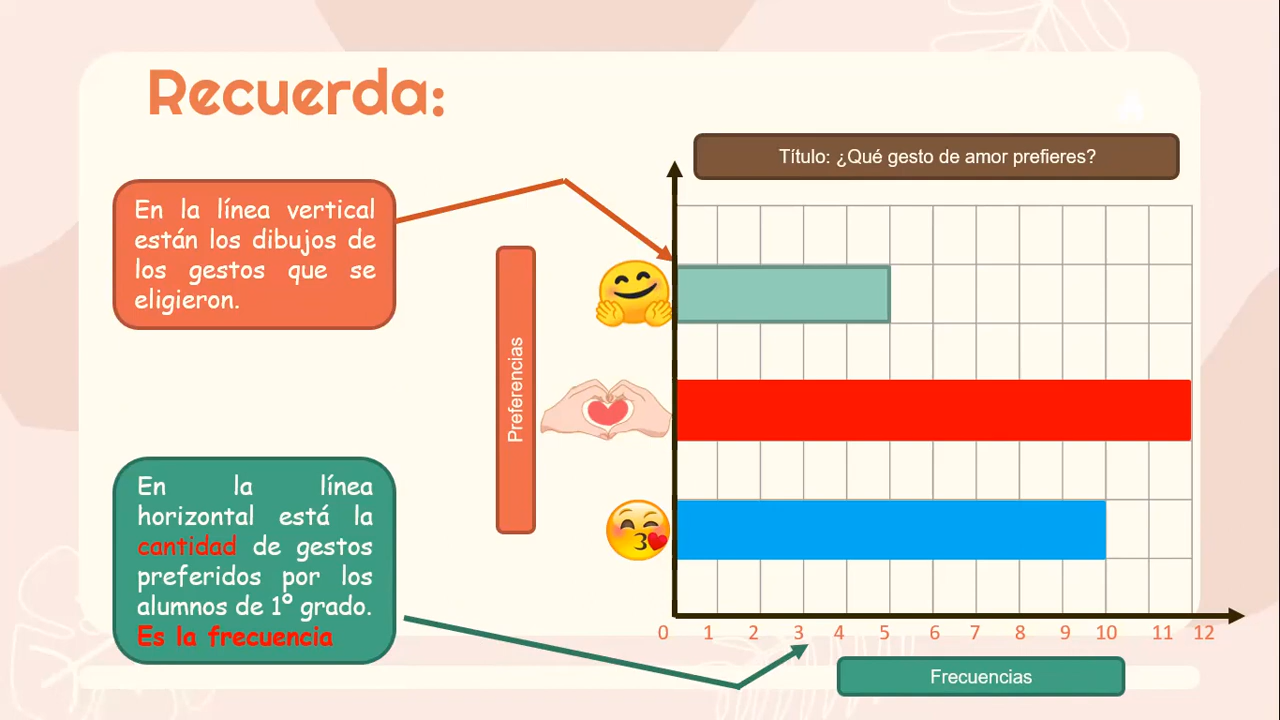 Recuerda:
Título: ¿Qué gesto de amor prefieres?
En la línea vertical
están los dibujos de
los gestos que se
eligieron.
Preferencias
En la línea
horizontal está la
cantidad de gestos
preferidos por los
alumnos de 1º grado.
Es la frecuencia
0 1 2 3 4 5 6 7 8 9 10 11 12
Frecuencias